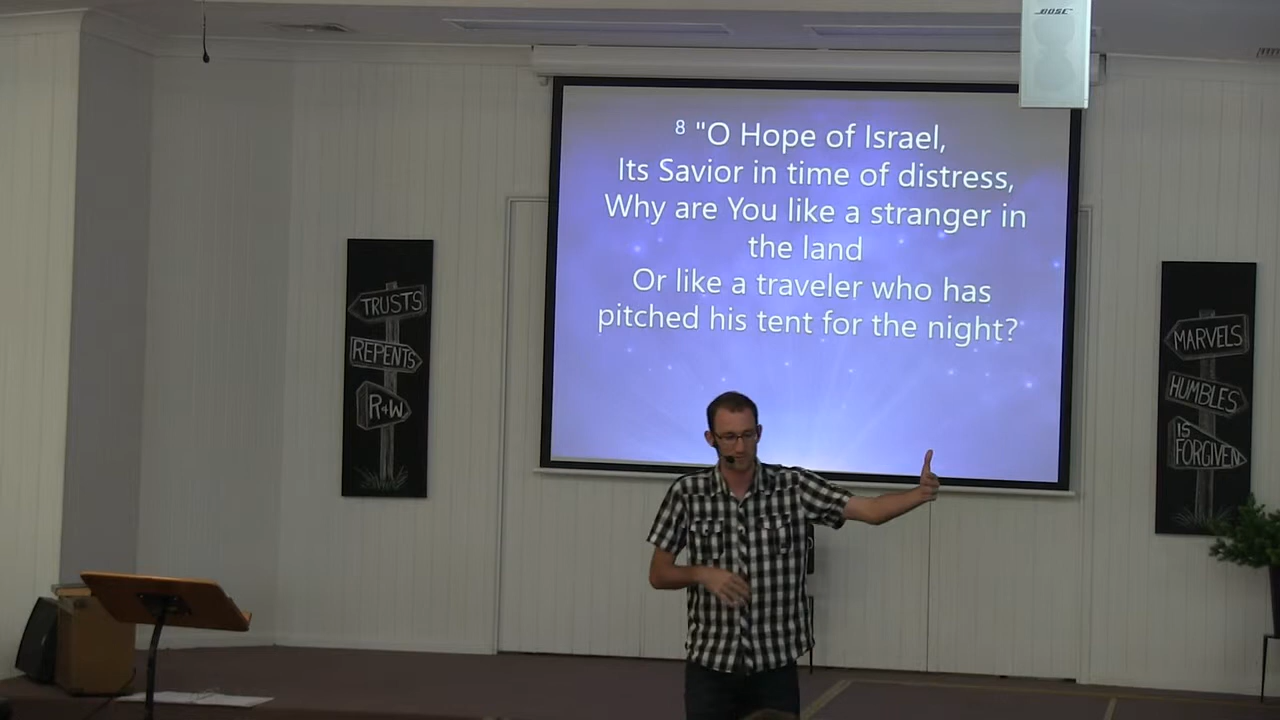 BOSE
8 "O Hope of Israel,
Its Savior in time of distress,
Why are You like a stranger in
the land
Or like a traveler who has
pitched his tent for the night?
TRUSTS
REPENTS
R+W
MARVELS
HUMBLES
IS
FORGIVEN